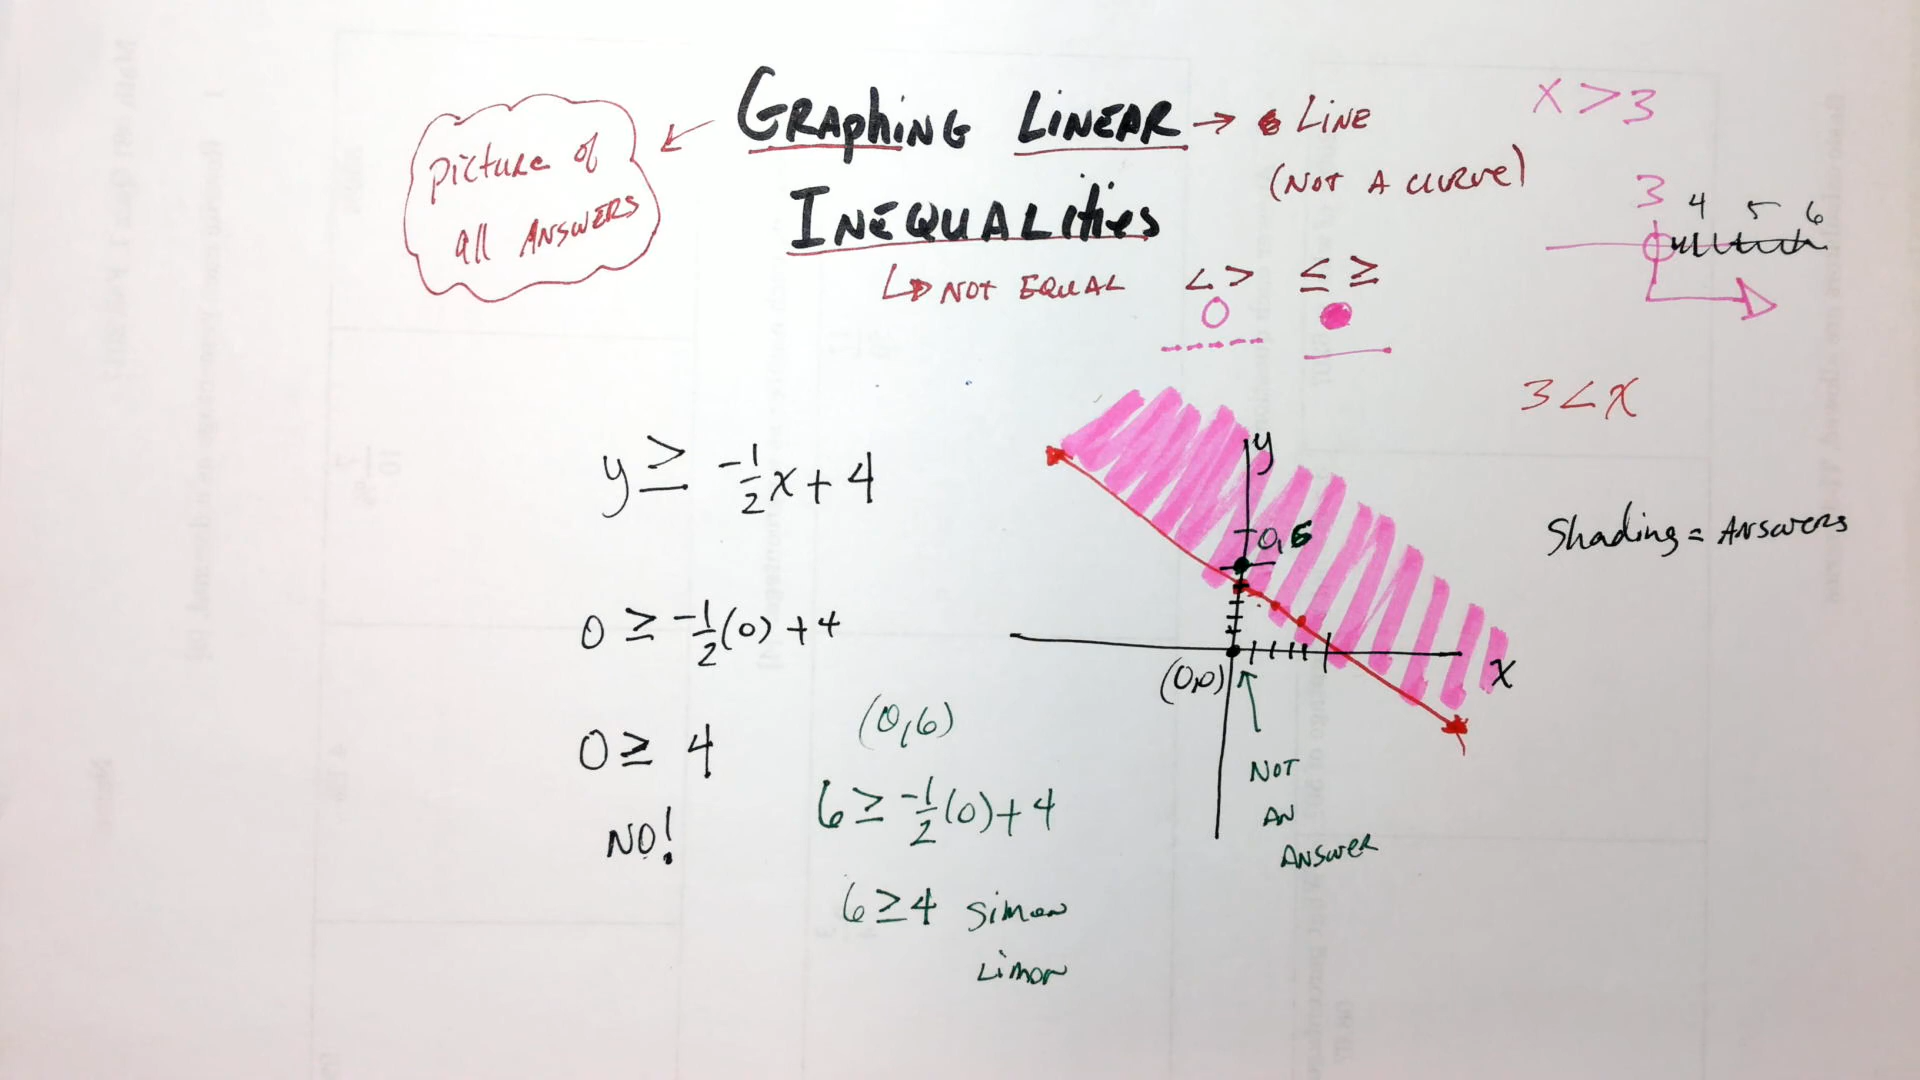 GRAPHING LINEAR → LINE
INEQUALITIES
(NOT A CURVE)
picture of
all ANSWERS
↳ NOT EQUAL < > ≤ ≥
x > 3
3 4 5 6
3 < x
y ≥ -1/2 x + 4
0 ≥ -1/2 (0) + 4
0 ≥ 4
NO!
(0,6)
6 ≥ -1/2 (0) + 4
6 ≥ 4 Simon
Limon
y
0,6
(0,0)
x
NOT
AN
ANSWER
Shading = ANSWERS